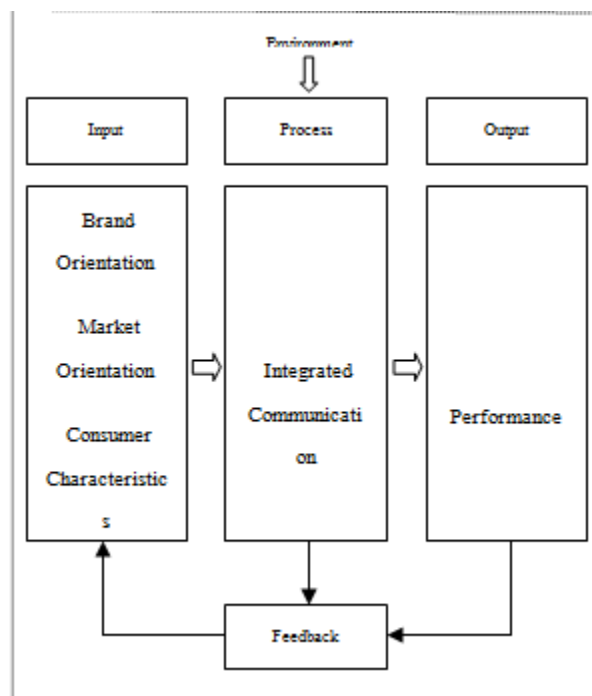 Environment
Input
Process
Output
Brand
Orientation
Market
Orientation
Consumer
Characteristic
s
Integrated
Communicati
on
Performance
Feedback